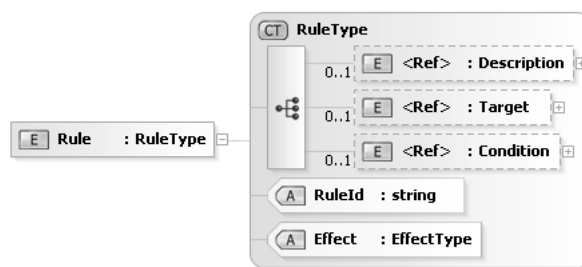 CT RuleType
E <Ref> : Description
0..1
E <Ref> : Target
0..1
E Rule : RuleType
E <Ref> : Condition
0..1
A RuleId : string
A Effect : EffectType